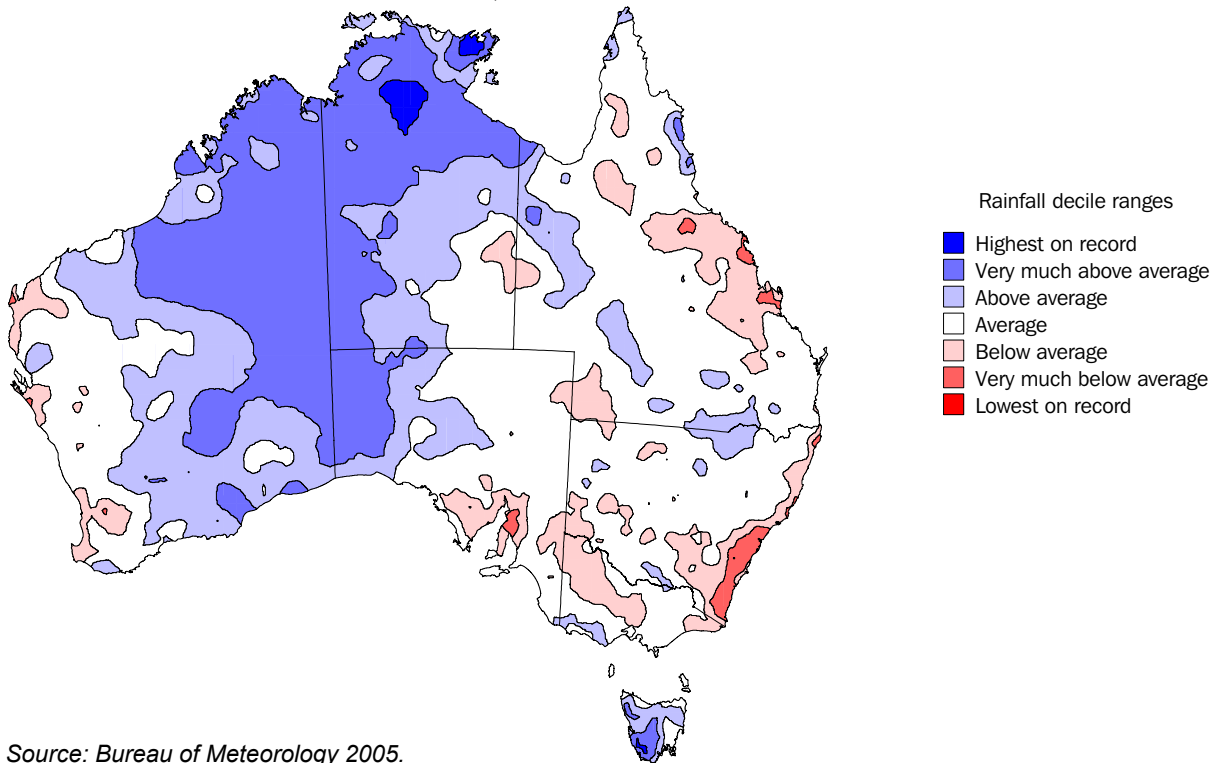 Rainfall decile ranges
Highest on record
Very much above average
Above average
Average
Below average
Very much below average
Lowest on record
Source: Bureau of Meteorology 2005.